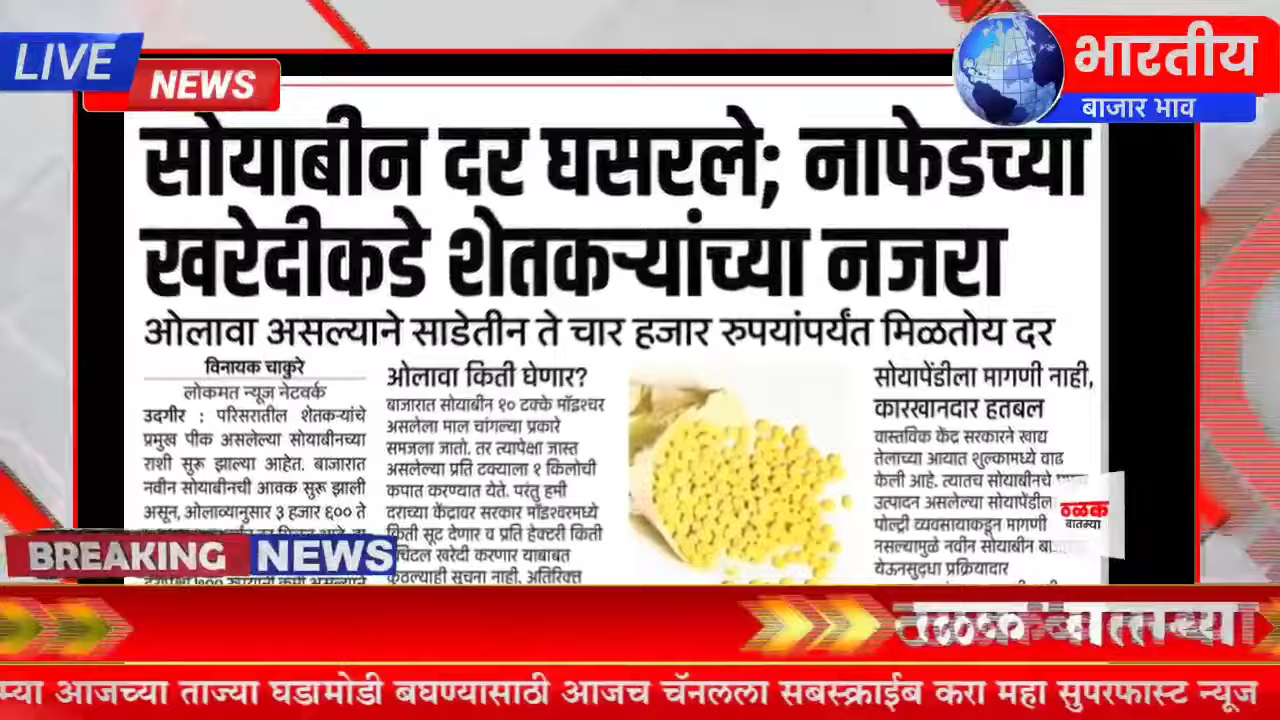 LIVE
NEWS
भारतीय
बाजार भाव
सोयाबीन दर घसरले; नाफेडच्या
खरेदीकडे शेतकऱ्यांच्या नजरा
ओलावा असल्याने साडेतीन ते चार हजार रुपयांपर्यंत मिळतोय दर
विनायक चाकुरे
लोकमत न्यूज नेटवर्क
उदगीर : परिसरातील शेतकऱ्यांचे
प्रमुख पीक असलेल्या सोयाबीनच्या
राशी सुरू झाल्या आहेत. बाजारात
नवीन सोयाबीनची आवक सुरू झाली
असून, ओलाव्यानुसार ३ हजार ६०० ते
ओलावा किती घेणार?
बाजारात सोयाबीन १० टक्के मॉइश्चर
असलेला माल चांगल्या प्रकारे
समजला जातो. तर त्यापेक्षा जास्त
असलेल्या प्रति टक्याला १ किलोची
कपात करण्यात येते. परंतु हमी
दराच्या केंद्रावर सरकार मॉइश्वरमध्ये
किती सूट देणार व प्रति हेक्टरी किती
क्विंटल खरेदी करणार याबाबत
कुठल्याही सूचना नाही. अतिरिक्त
सोयापेंडीला मागणी नाही,
कारखानदार हतबल
वास्तविक केंद्र सरकारने खाद्य
तेलाच्या आयात शुल्कामध्ये वाढ
केली आहे. त्यातच सोयाबीनचे
उत्पादन असलेल्या सोयापेंडील
पोल्ट्री व्यवसायाकडून मागणी
नसल्यामुळे नवीन सोयाबीन
येऊनसुद्धा प्रक्रियादार
ठळक
बातम्या
BREAKING NEWS
म्या आजच्या ताज्या घडामोडी बघण्यासाठी आजच चॅनलला सबस्क्राईब करा महा सुपरफास्ट न्यूज